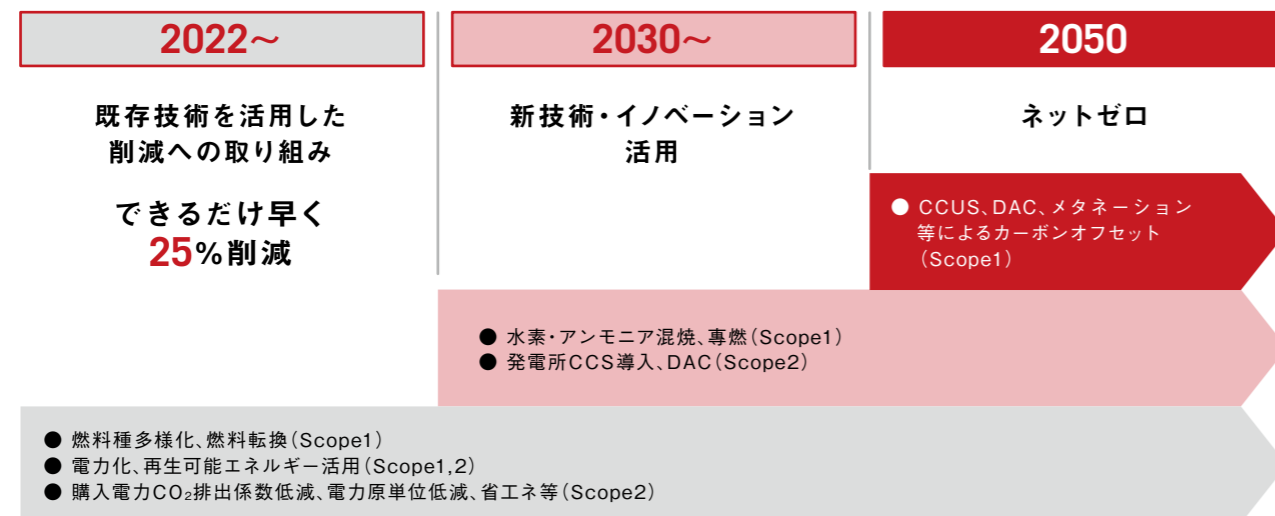 2022～
既存技術を活用した
削減への取り組み
できるだけ早く
25%削減
2030～
新技術・イノベーション
活用
2050
ネットゼロ
● CCUS、DAC、メタネーション
等によるカーボンオフセット
（Scope1）
● 水素・アンモニア混焼、専燃（Scope1）
● 発電所CCS導入、DAC（Scope2）
● 燃料種多様化、燃料転換（Scope1）
● 電力化、再生可能エネルギー活用（Scope1,2）
● 購入電力CO₂排出係数低減、電力原単位低減、省エネ等（Scope2）